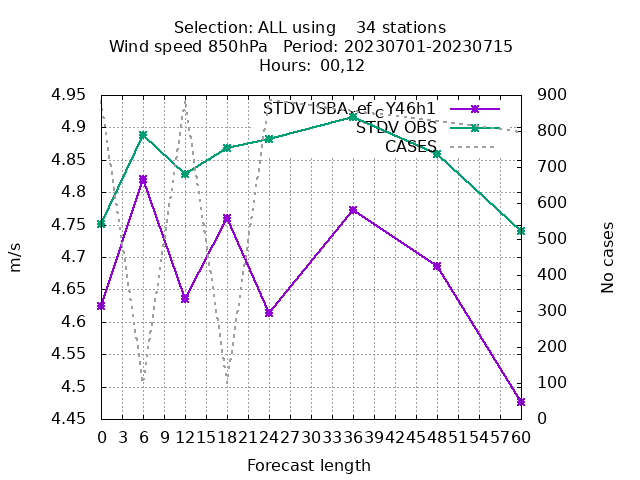 Selection: ALL using 34 stations
Wind speed 850hPa Period: 20230701-20230715
Hours: 00,12
STDV ISBA_ef_CY46h1
STDV OBS
CASES
4.95
4.9
4.85
4.8
4.75
4.7
4.65
4.6
4.55
4.5
4.45
m/s
900
800
700
600
500
400
300
200
100
0
No cases
0 3 6 9 12 15 18 21 24 27 30 33 36 39 42 45 48 51 54 57 60
Forecast length